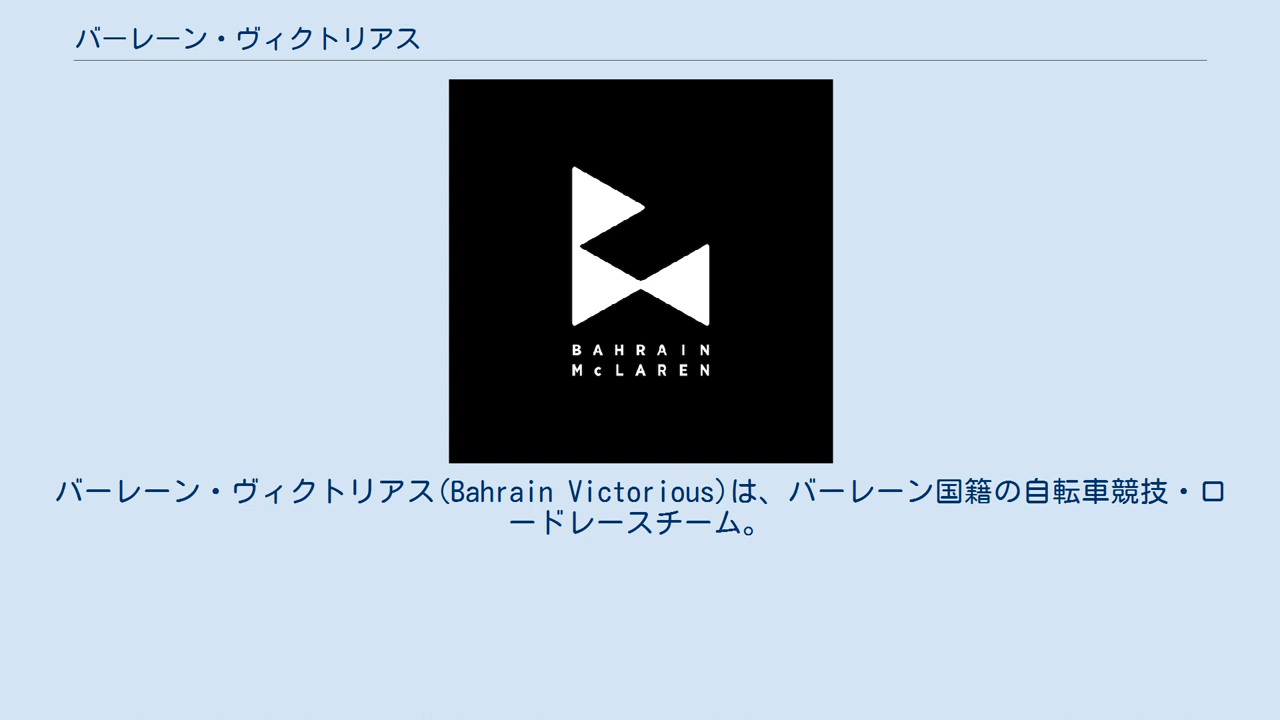 バーレーン・ヴィクトリアス
BAHRAIN
McLAREN
バーレーン・ヴィクトリアス(Bahrain Victorious)は、バーレーン国籍の自転車競技・ロ
ードレースチーム。